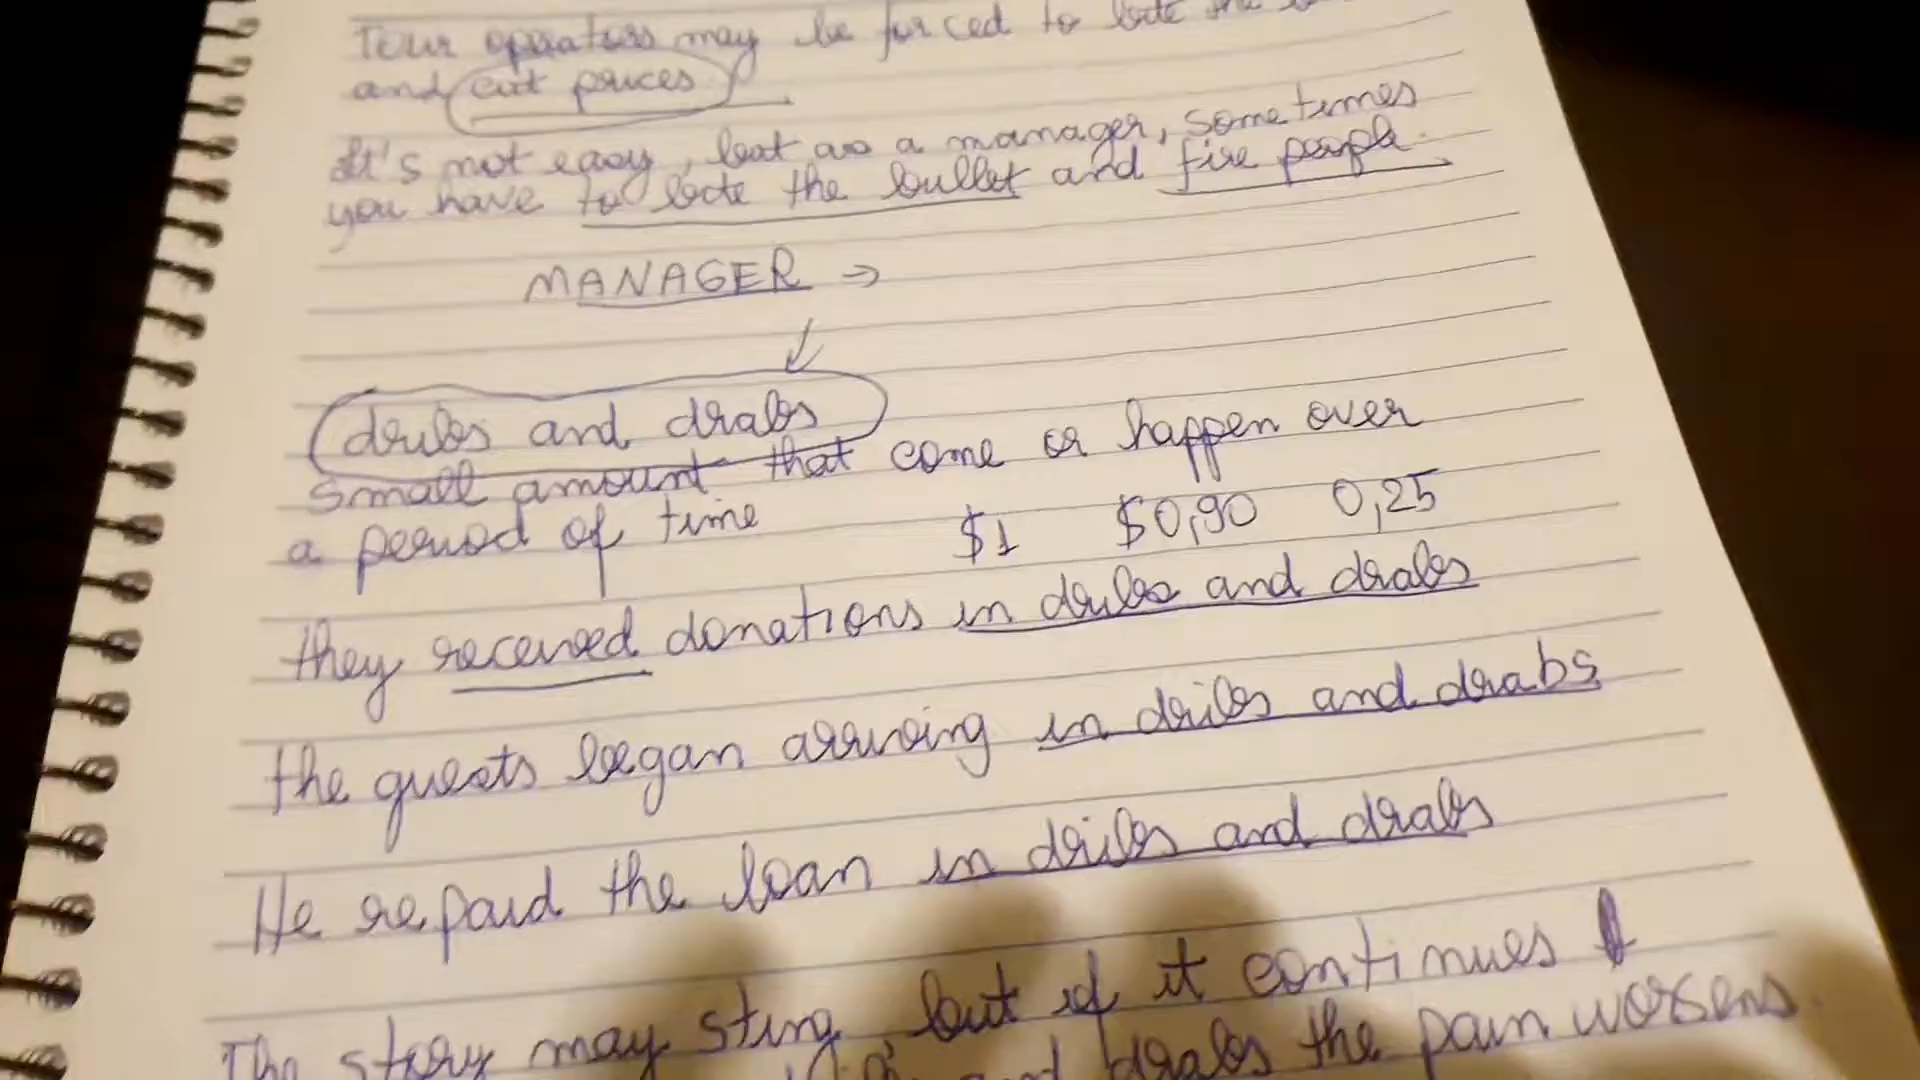 Tour operators may be forced to bite the
and cut prices
It's not easy, but as a manager, sometimes
you have to bite the bullet and fire people.
MANAGER →
dribs and drabs
small amount that come or happen over
a period of time $1 $0,90 0,25
they received donations in dribs and drabs
the guests began arriving in dribs and drabs
He repaid the loan in dribs and drabs
The story may sting but if it continues
drabs the pain worsens.